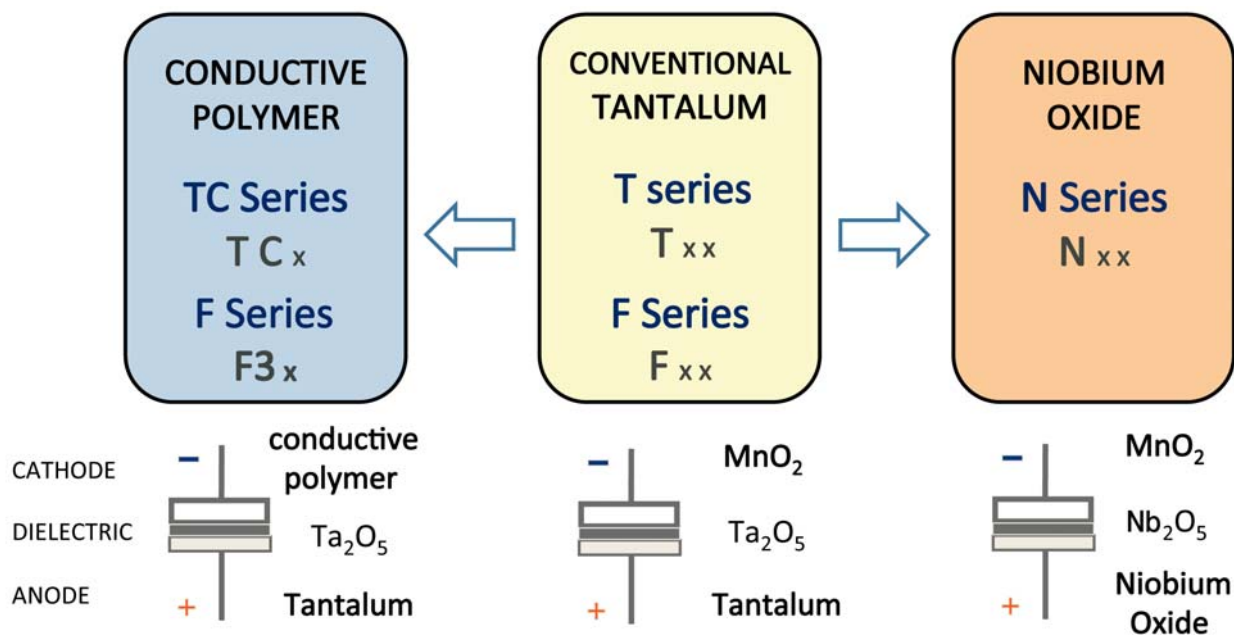 CONDUCTIVE
POLYMER
TC Series
T C x
F Series
F3 x
CONVENTIONAL
TANTALUM
T series
T x x
F Series
F x x
NIOBIUM
OXIDE
N Series
N x x
CATHODE
DIELECTRIC
ANODE
−
conductive
polymer
Ta₂O₅
+
Tantalum
−
MnO₂
Ta₂O₅
+
Tantalum
−
MnO₂
Nb₂O₅
+
Niobium
Oxide